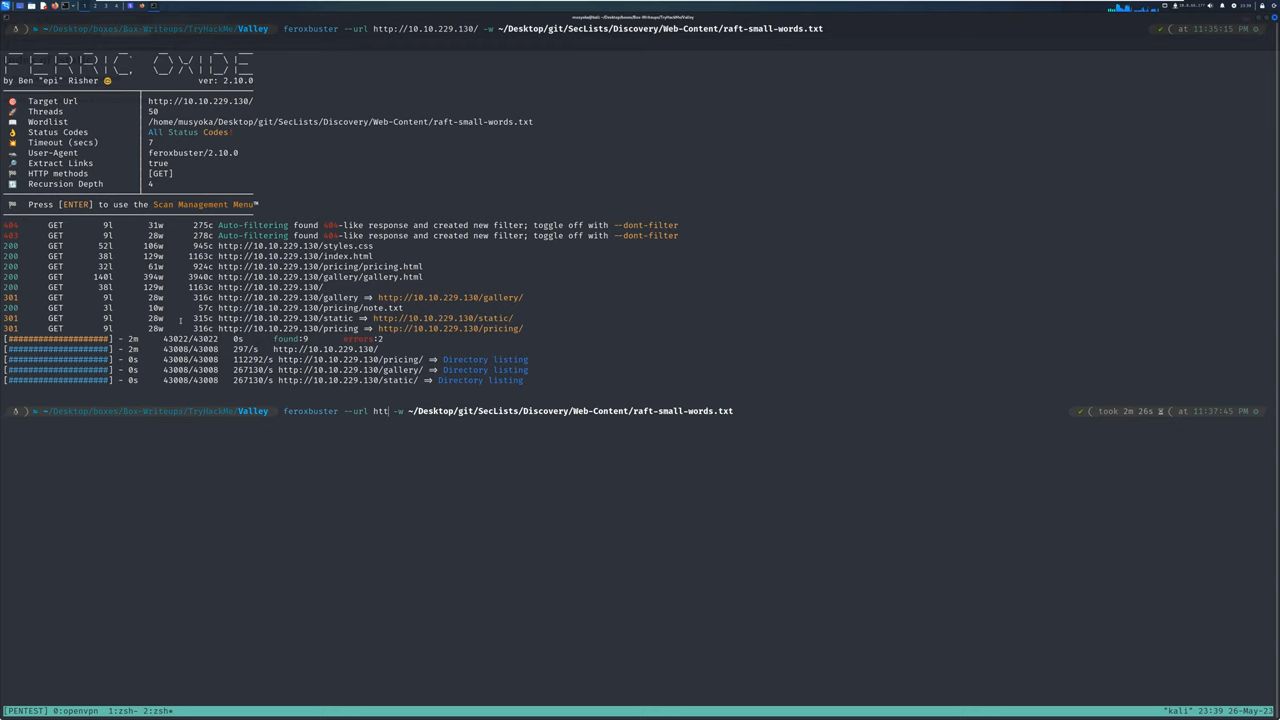 musyoka@kali: ~/Desktop/boxes/Box-Writeups/TryHackMe/Valley
~/Desktop/boxes/Box-Writeups/TryHackMe/Valley feroxbuster --url http://10.10.229.130/ -w ~/Desktop/git/SecLists/Discovery/Web-Content/raft-small-words.txt ✔ ( at 11:35:15 PM
by Ben "epi" Risher 🤓 ver: 2.10.0
🎯 Target Url │ http://10.10.229.130/
🚀 Threads │ 50
📖 Wordlist │ /home/musyoka/Desktop/git/SecLists/Discovery/Web-Content/raft-small-words.txt
👌 Status Codes │ All Status Codes!
💥 Timeout (secs) │ 7
🦡 User-Agent │ feroxbuster/2.10.0
🔎 Extract Links │ true
🏁 HTTP methods │ [GET]
🔃 Recursion Depth │ 4
🏁 Press [ENTER] to use the Scan Management Menu™
404 GET 9l 31w 275c Auto-filtering found 404-like response and created new filter; toggle off with --dont-filter
403 GET 9l 28w 278c Auto-filtering found 404-like response and created new filter; toggle off with --dont-filter
200 GET 52l 106w 945c http://10.10.229.130/styles.css
200 GET 38l 129w 1163c http://10.10.229.130/index.html
200 GET 32l 61w 924c http://10.10.229.130/pricing/pricing.html
200 GET 140l 394w 3940c http://10.10.229.130/gallery/gallery.html
200 GET 38l 129w 1163c http://10.10.229.130/
301 GET 9l 28w 316c http://10.10.229.130/gallery => http://10.10.229.130/gallery/
200 GET 3l 10w 57c http://10.10.229.130/pricing/note.txt
301 GET 9l 28w 315c http://10.10.229.130/static => http://10.10.229.130/static/
301 GET 9l 28w 316c http://10.10.229.130/pricing => http://10.10.229.130/pricing/
[####################] - 2m 43022/43022 0s found:9 errors:2
[####################] - 2m 43008/43008 297/s http://10.10.229.130/
[####################] - 0s 43008/43008 112292/s http://10.10.229.130/pricing/ => Directory listing
[####################] - 0s 43008/43008 267130/s http://10.10.229.130/gallery/ => Directory listing
[####################] - 0s 43008/43008 267130/s http://10.10.229.130/static/ => Directory listing
~/Desktop/boxes/Box-Writeups/TryHackMe/Valley feroxbuster --url htt -w ~/Desktop/git/SecLists/Discovery/Web-Content/raft-small-words.txt ✔ ( took 2m 26s ( at 11:37:45 PM
[PENTEST] 0:openvpn 1:zsh- 2:zsh* "kali" 23:39 26-May-23